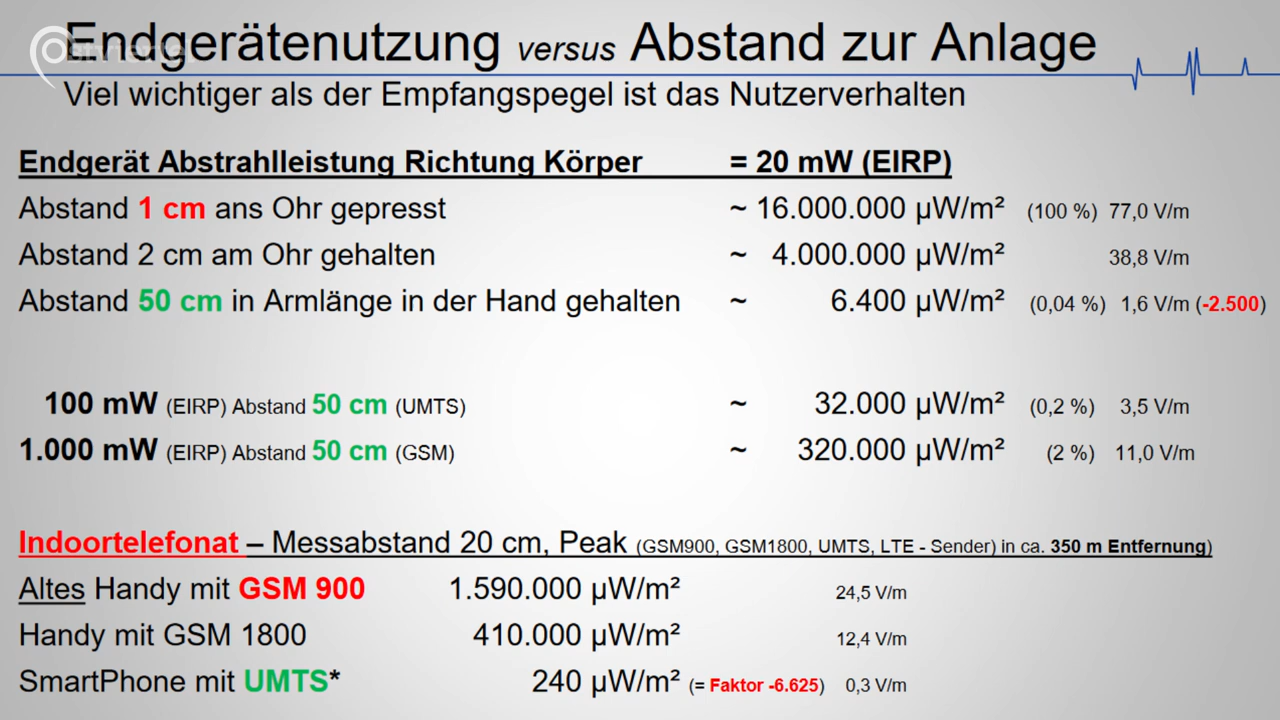 Endgerätenutzung versus Abstand zur Anlage
Viel wichtiger als der Empfangspegel ist das Nutzerverhalten
Endgerät Abstrahlleistung Richtung Körper = 20 mW (EIRP)
Abstand 1 cm ans Ohr gepresst ~ 16.000.000 µW/m² (100 %) 77,0 V/m
Abstand 2 cm am Ohr gehalten ~ 4.000.000 µW/m² 38,8 V/m
Abstand 50 cm in Armlänge in der Hand gehalten ~ 6.400 µW/m² (0,04 %) 1,6 V/m (-2.500)
100 mW (EIRP) Abstand 50 cm (UMTS) ~ 32.000 µW/m² (0,2 %) 3,5 V/m
1.000 mW (EIRP) Abstand 50 cm (GSM) ~ 320.000 µW/m² (2 %) 11,0 V/m
Indoortelefonat – Messabstand 20 cm, Peak (GSM900, GSM1800, UMTS, LTE - Sender) in ca. 350 m Entfernung)
Altes Handy mit GSM 900 1.590.000 µW/m² 24,5 V/m
Handy mit GSM 1800 410.000 µW/m² 12,4 V/m
SmartPhone mit UMTS* 240 µW/m² (= Faktor -6.625) 0,3 V/m